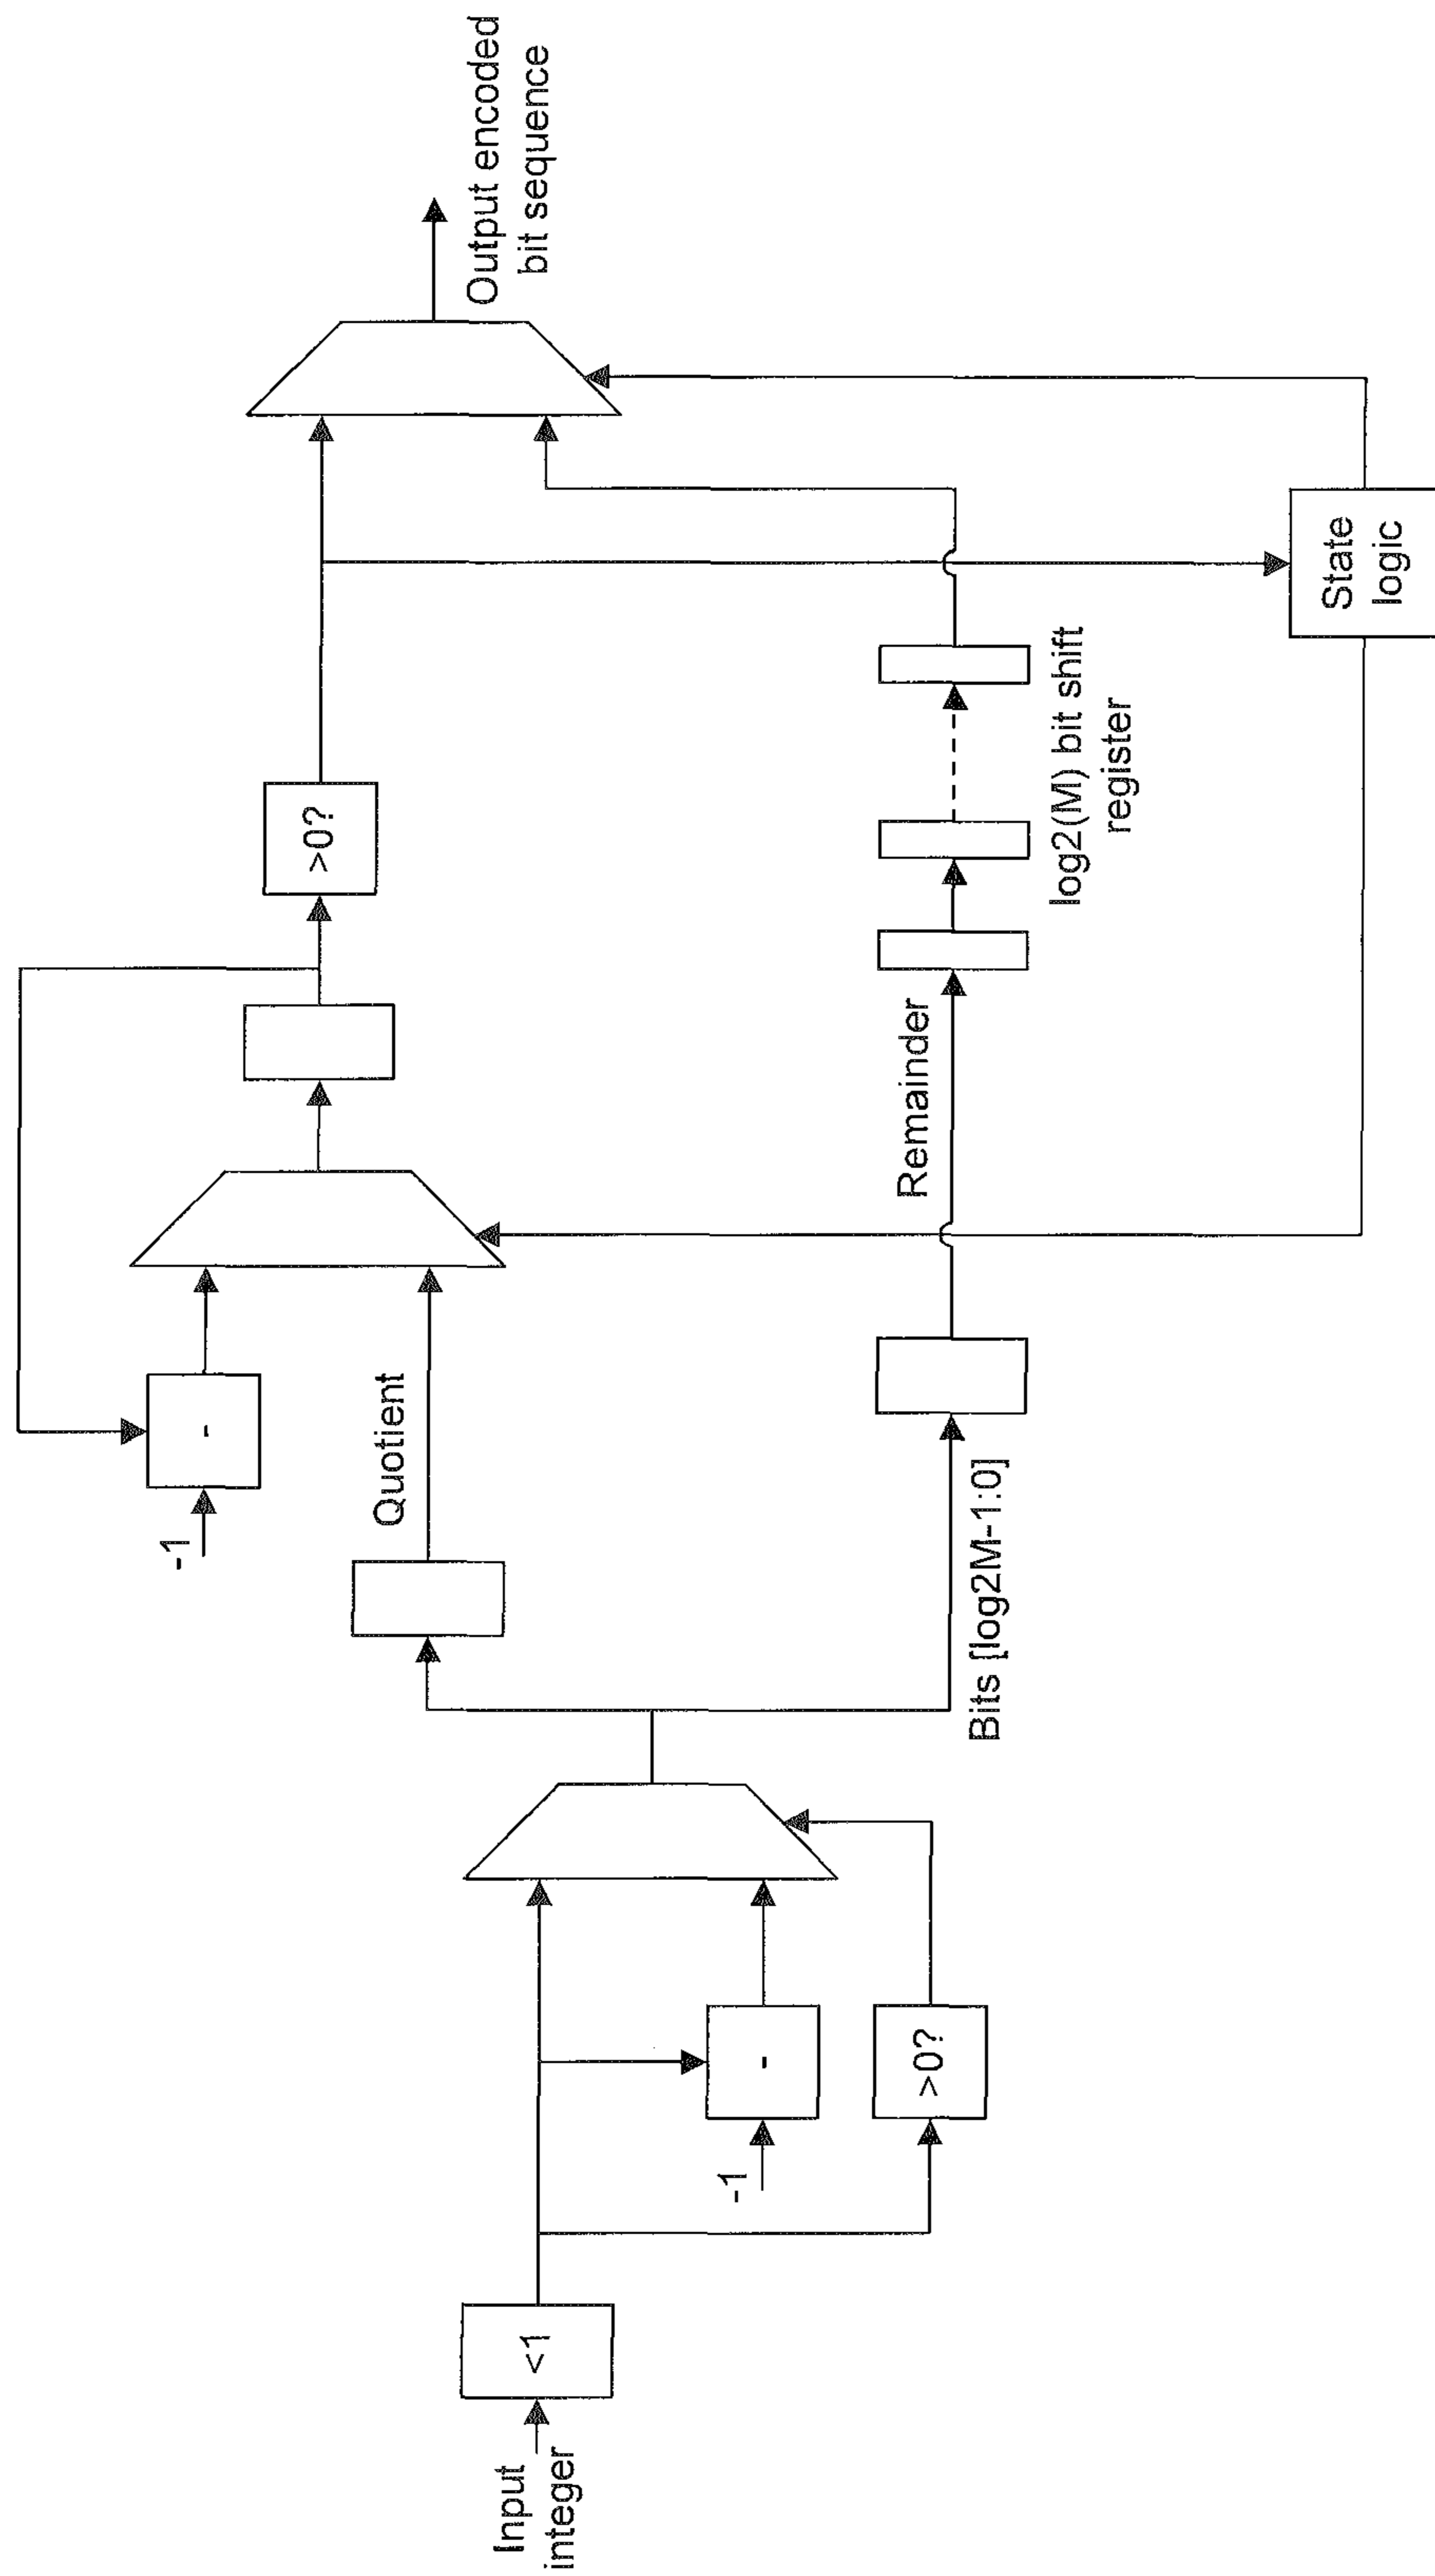 Input
integer
<1
-1
-
>0?
Bits [log2M-1:0]
Quotient
-1
-
Remainder
>0?
log2(M) bit shift
register
State
logic
Output encoded
bit sequence